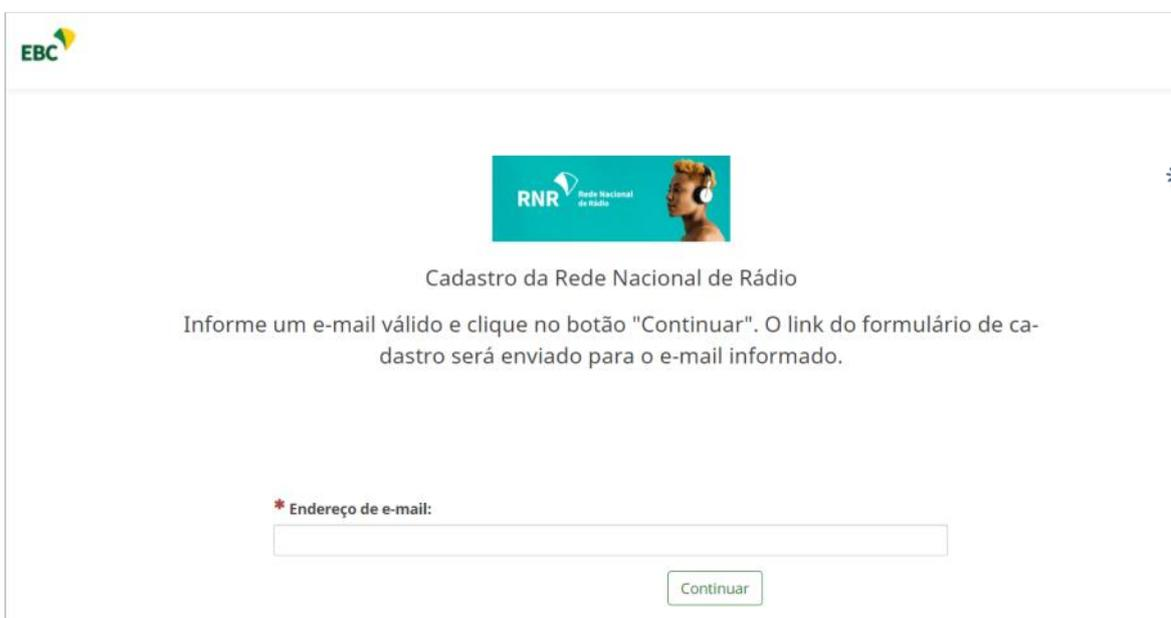 EBC
RNR Rede Nacional
de Rádio
Cadastro da Rede Nacional de Rádio
Informe um e-mail válido e clique no botão "Continuar". O link do formulário de ca-
dastro será enviado para o e-mail informado.
* Endereço de e-mail:
Continuar